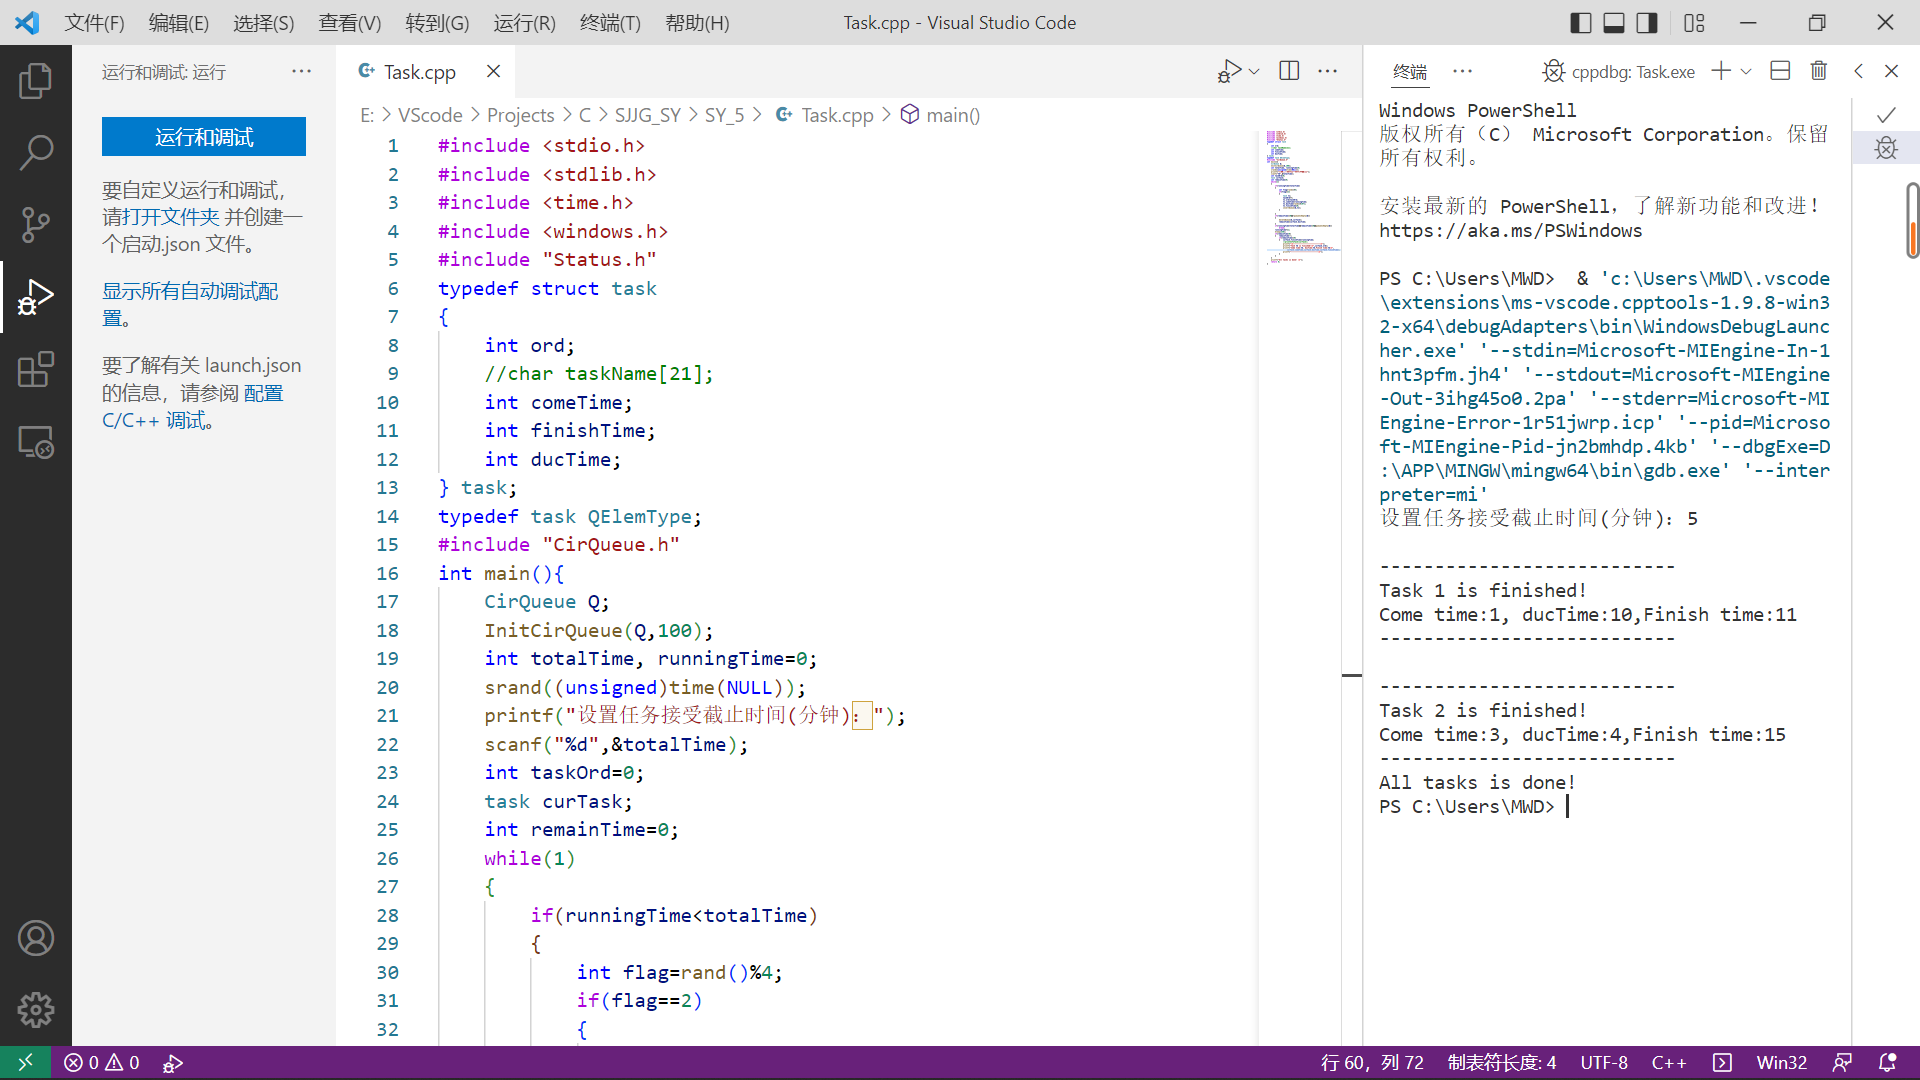 文件(F) 编辑(E) 选择(S) 查看(V) 转到(G) 运行(R) 终端(T) 帮助(H) Task.cpp - Visual Studio Code
运行和调试: 运行 ···
运行和调试
要自定义运行和调试，
请打开文件夹 并创建一
个启动.json 文件。
显示所有自动调试配
置。
要了解有关 launch.json
的信息，请参阅 配置
C/C++ 调试。
Task.cpp
E: > VScode > Projects > C > SJJG_SY > SY_5 > Task.cpp > main()
1 #include <stdio.h>
2 #include <stdlib.h>
3 #include <time.h>
4 #include <windows.h>
5 #include "Status.h"
6 typedef struct task
7 {
8 int ord;
9 //char taskName[21];
10 int comeTime;
11 int finishTime;
12 int ducTime;
13 } task;
14 typedef task QElemType;
15 #include "CirQueue.h"
16 int main(){
17 CirQueue Q;
18 InitCirQueue(Q,100);
19 int totalTime, runningTime=0;
20 srand((unsigned)time(NULL));
21 printf("设置任务接受截止时间(分钟)：");
22 scanf("%d",&totalTime);
23 int taskOrd=0;
24 task curTask;
25 int remainTime=0;
26 while(1)
27 {
28 if(runningTime<totalTime)
29 {
30 int flag=rand()%4;
31 if(flag==2)
32 {
终端 ··· cppdbg: Task.exe
Windows PowerShell
版权所有（C） Microsoft Corporation。保留
所有权利。
安装最新的 PowerShell，了解新功能和改进！
https://aka.ms/PSWindows
PS C:\Users\MWD>  & 'c:\Users\MWD\.vscode
\extensions\ms-vscode.cpptools-1.9.8-win3
2-x64\debugAdapters\bin\WindowsDebugLaunc
her.exe' '--stdin=Microsoft-MIEngine-In-1
hnt3pfm.jh4' '--stdout=Microsoft-MIEngine
-Out-3ihg45o0.2pa' '--stderr=Microsoft-MI
Engine-Error-1r51jwrp.icp' '--pid=Microso
ft-MIEngine-Pid-jn2bmhdp.4kb' '--dbgExe=D
:\APP\MINGW\mingw64\bin\gdb.exe' '--inter
preter=mi'
设置任务接受截止时间(分钟)：5
---------------------------
Task 1 is finished!
Come time:1, ducTime:10,Finish time:11
---------------------------
---------------------------
Task 2 is finished!
Come time:3, ducTime:4,Finish time:15
---------------------------
All tasks is done!
PS C:\Users\MWD>
0 0 行 60，列 72 制表符长度: 4 UTF-8 C++ Win32